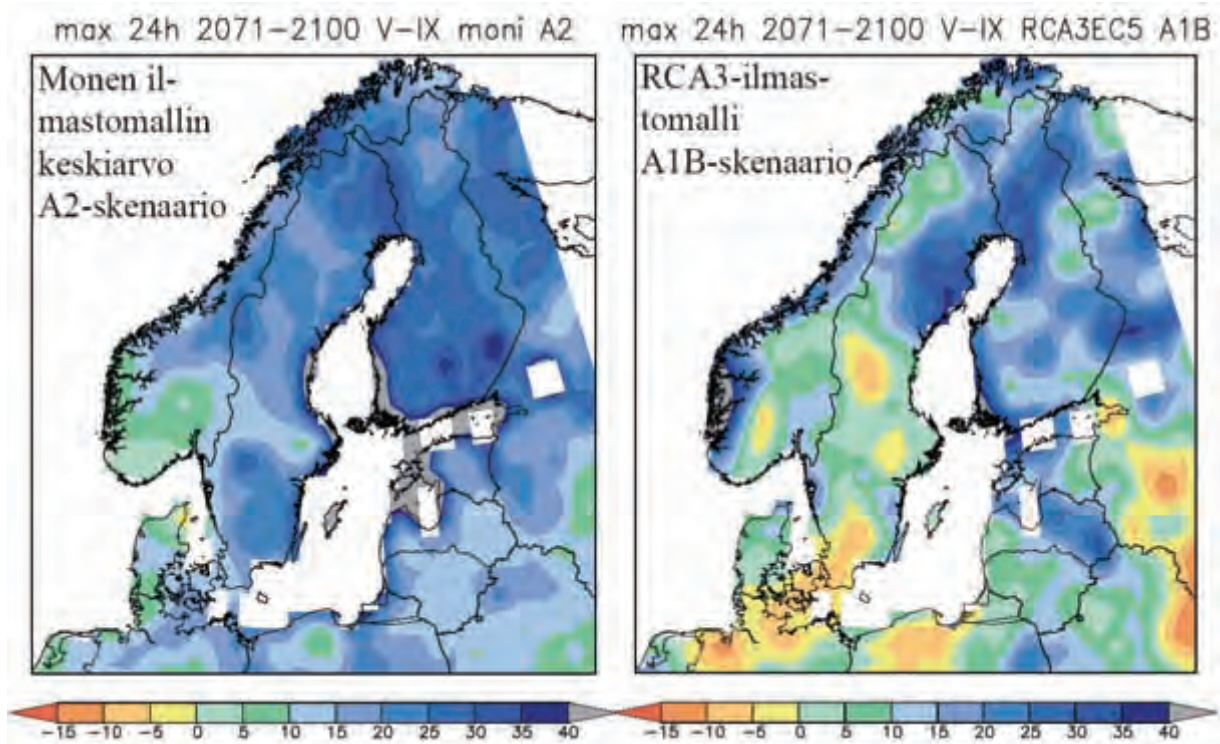 max 24h 2071-2100 V-IX moni A2
max 24h 2071-2100 V-IX RCA3EC5 A1B
Monen il-
mastomallin
keskiarvo
A2-skenaario
RCA3-ilmas-
tomalli
A1B-skenaario
-15 -10 -5 0 5 10 15 20 25 30 35 40
-15 -10 -5 0 5 10 15 20 25 30 35 40